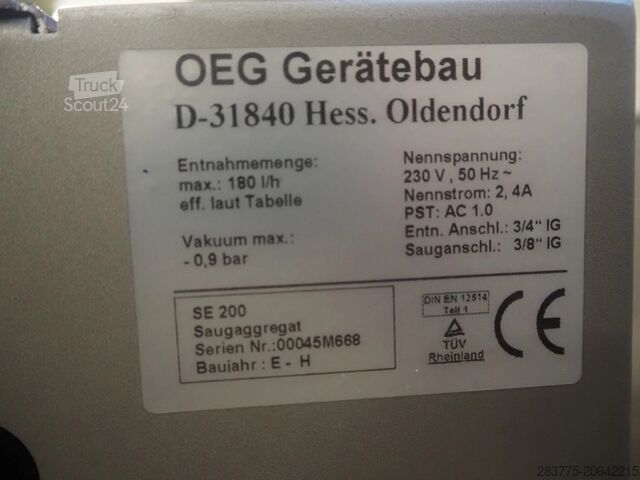 Truck
Scout24
OEG Gerätebau
D-31840 Hess. Oldendorf
Entnahmemenge:
max.: 180 l/h
eff. laut Tabelle
Vakuum max.:
- 0,9 bar
Nennspannung:
230 V , 50 Hz ~
Nennstrom: 2, 4A
PST: AC 1.0
Entn. Anschl.: 3/4" IG
Sauganschl.: 3/8" IG
SE 200
Saugaggregat
Serien Nr.:00045M668
Baujahr : E - H
DIN EN 12514
Teil 1
TÜV
Rheinland
CE
283775-20642215